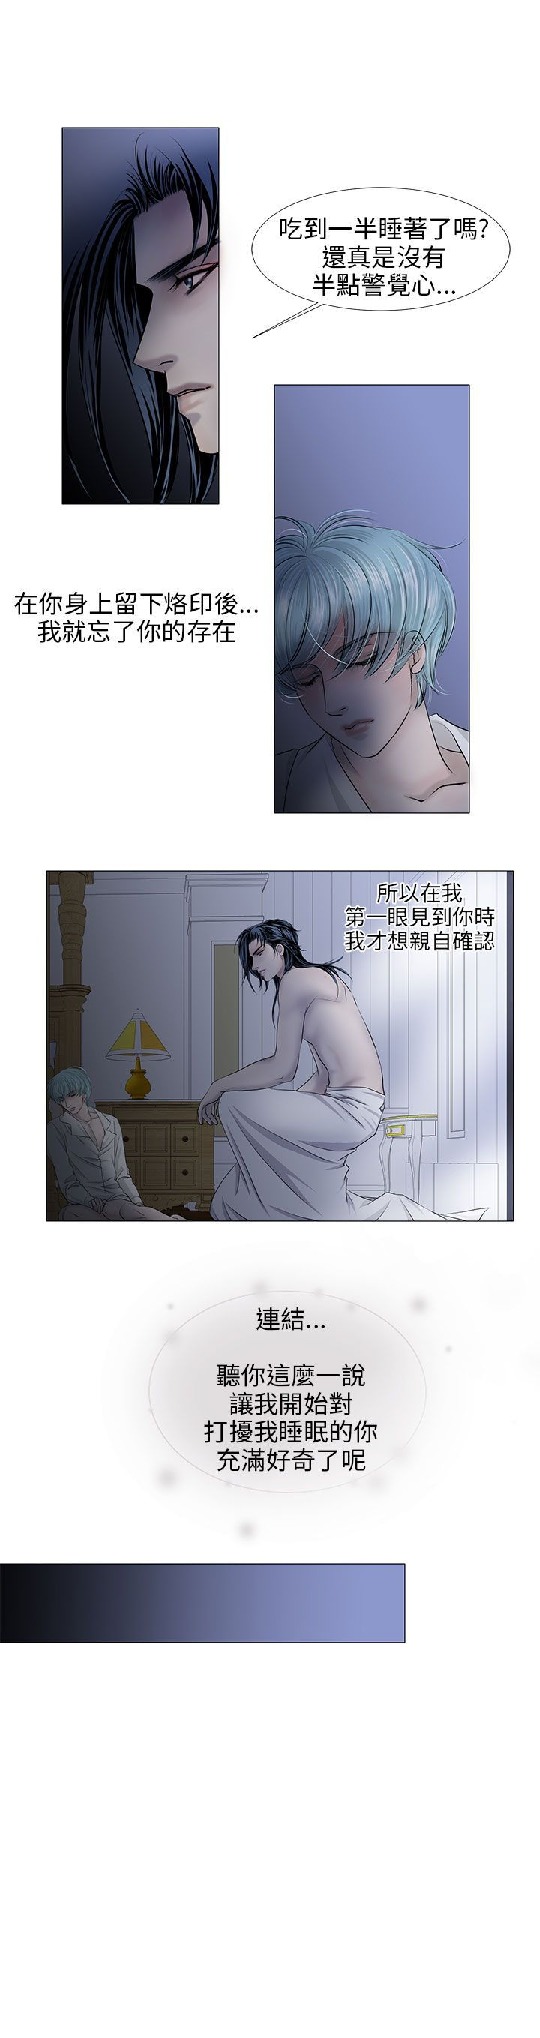 吃到一半睡著了嗎?
還真是沒有
半點警覺心...
在你身上留下烙印後...
我就忘了你的存在
所以在我
第一眼見到你時
我才想親自確認
連結...
聽你這麼一說
讓我開始對
打擾我睡眠的你
充滿好奇了呢